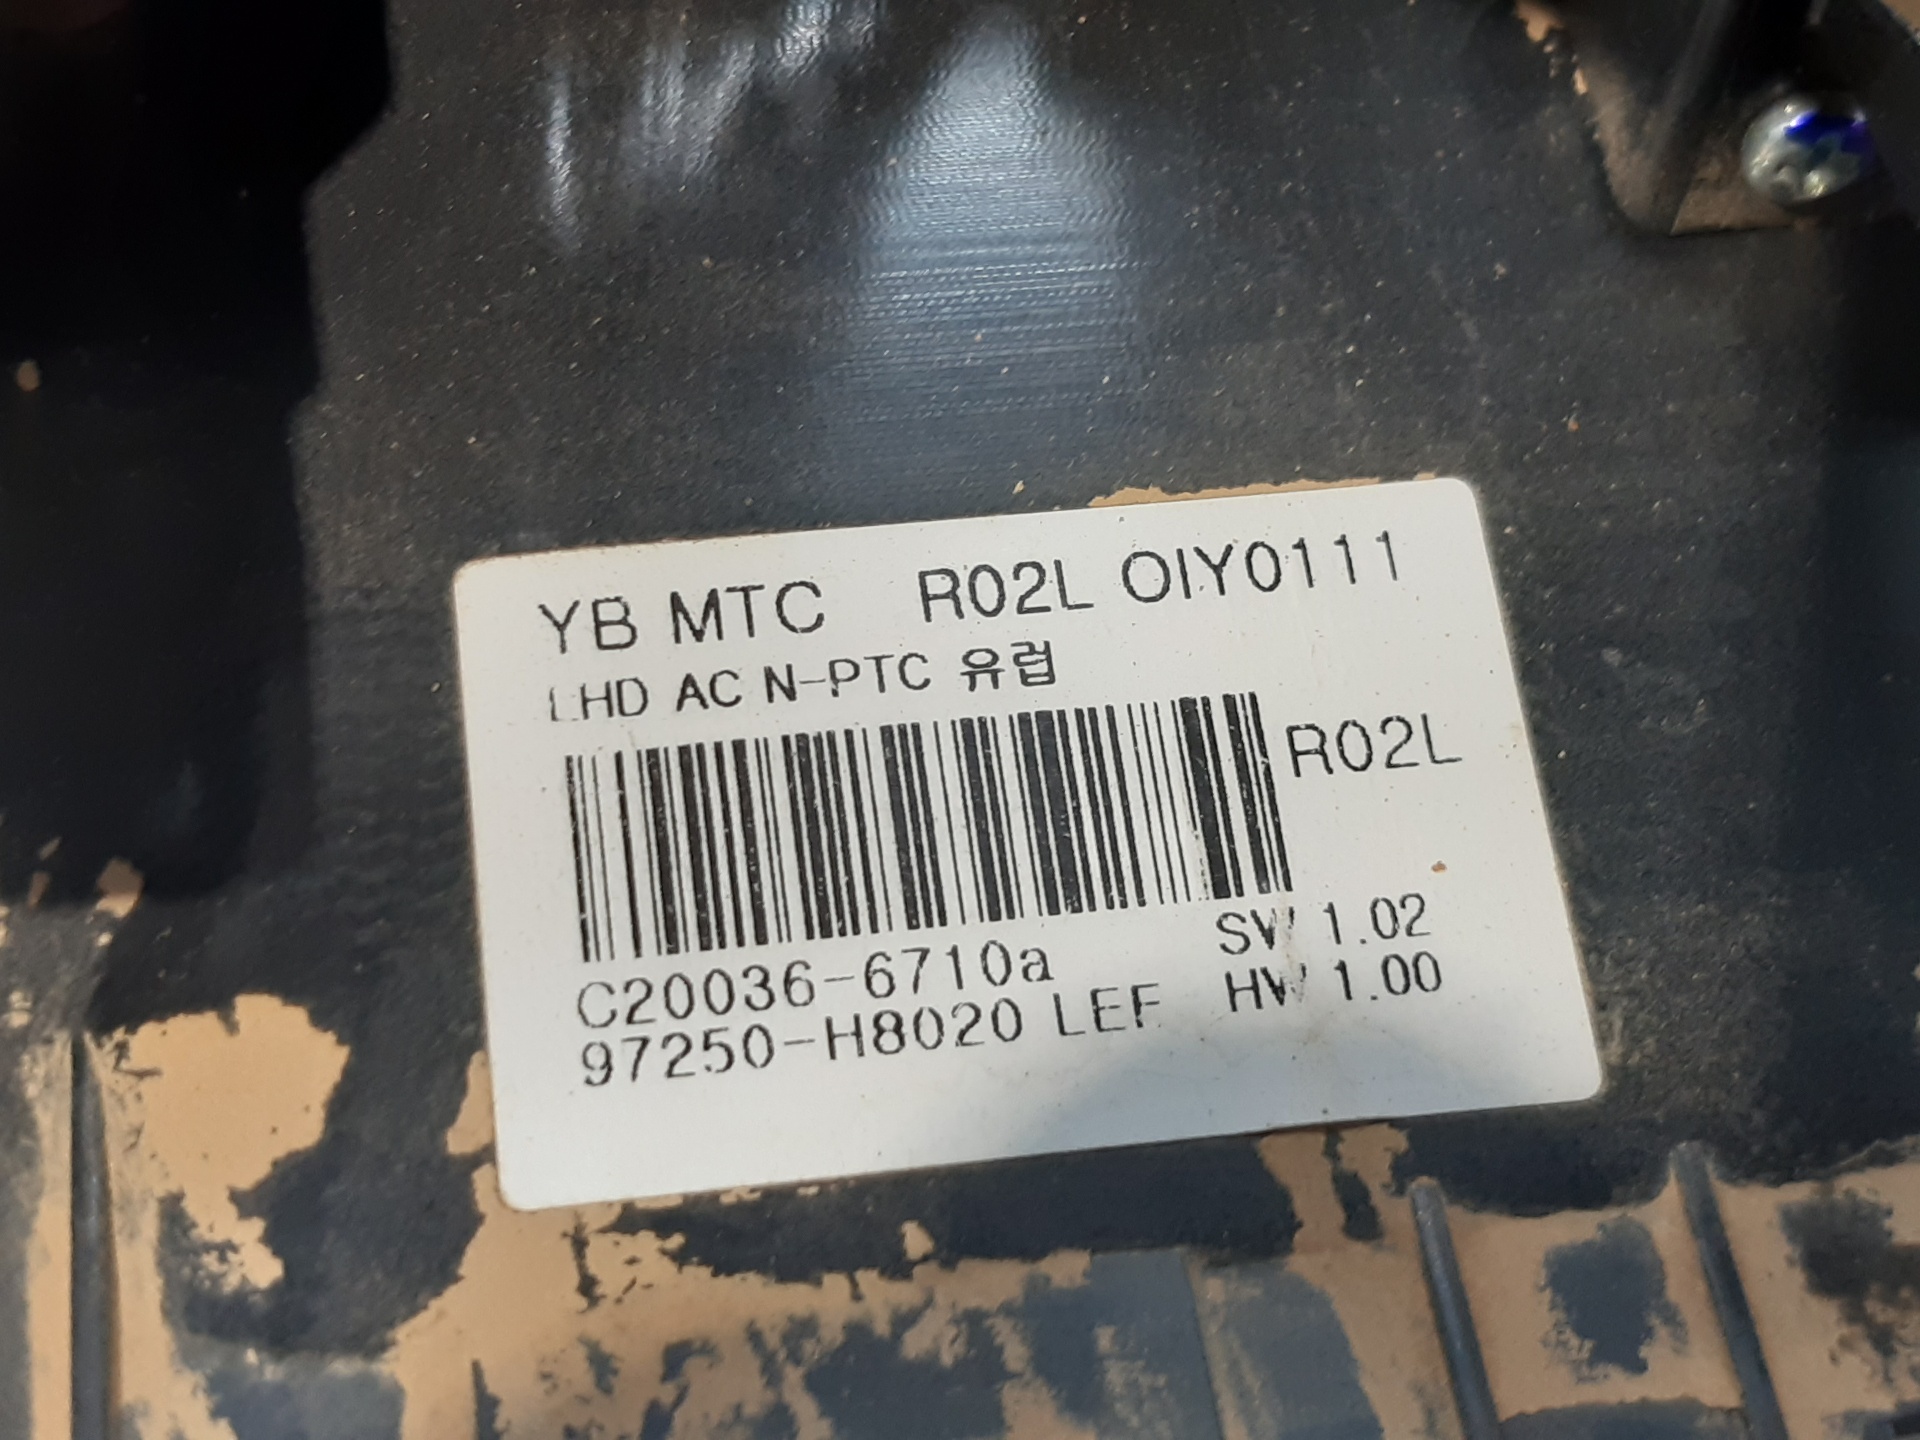 YB MTC R02L OIY0111
LHD AC N-PTC 유럽
R02L
C20036-6710a SW 1.02
97250-H8020 LEF HW 1.00